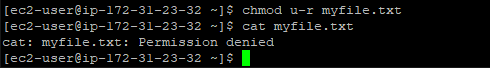 [ec2-user@ip-172-31-23-32 ~]$ chmod u-r myfile.txt
[ec2-user@ip-172-31-23-32 ~]$ cat myfile.txt
cat: myfile.txt: Permission denied
[ec2-user@ip-172-31-23-32 ~]$